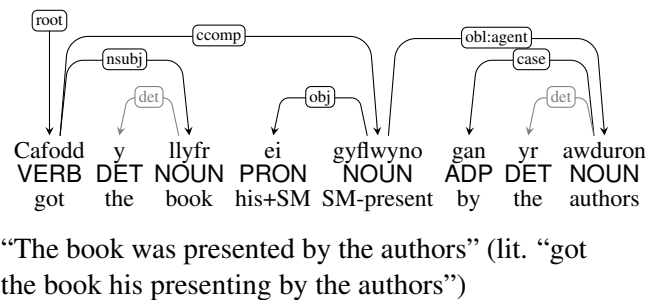 root
ccomp
obl:agent
nsubj
case
det
obj
det
Cafodd y llyfr ei gyflwyno gan yr awduron
VERB DET NOUN PRON NOUN ADP DET NOUN
got the book his+SM SM-present by the authors
“The book was presented by the authors” (lit. “got
the book his presenting by the authors”)